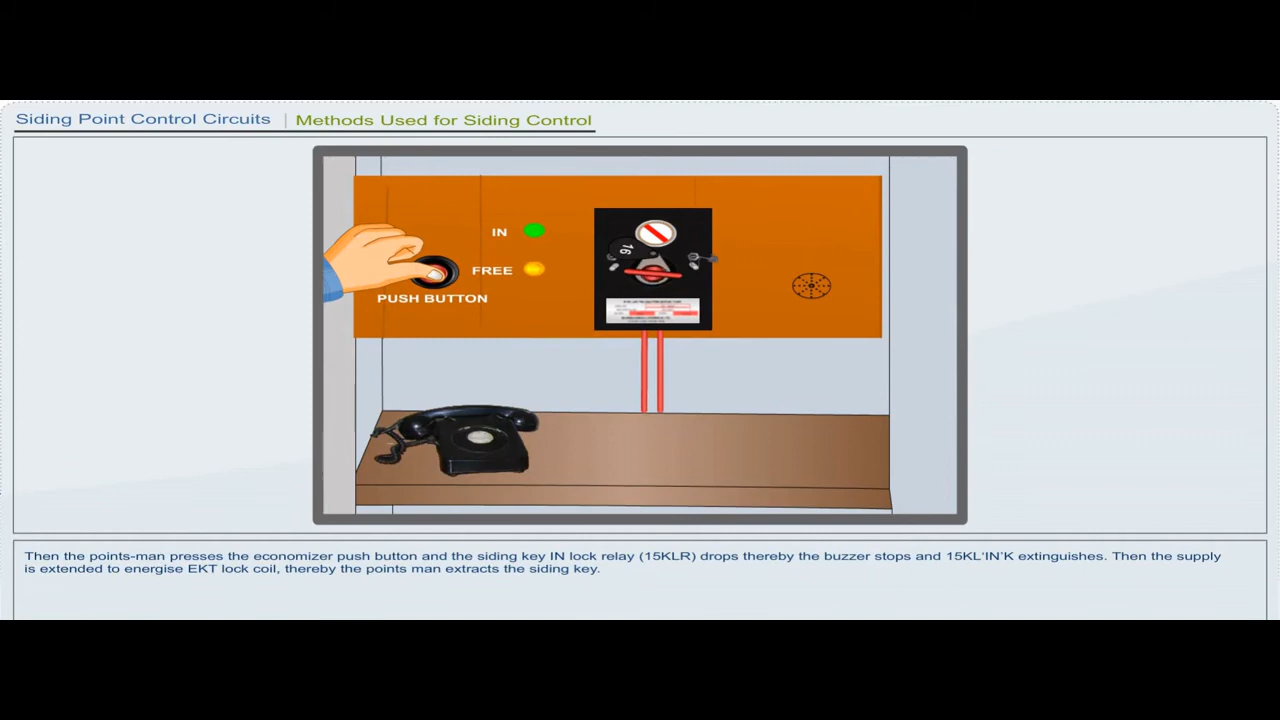 Siding Point Control Circuits | Methods Used for Siding Control
IN
FREE
PUSH BUTTON
16
Then the points-man presses the economizer push button and the siding key IN lock relay (15KLR) drops thereby the buzzer stops and 15KL'IN'K extinguishes. Then the supply
is extended to energise EKT lock coil, thereby the points man extracts the siding key.